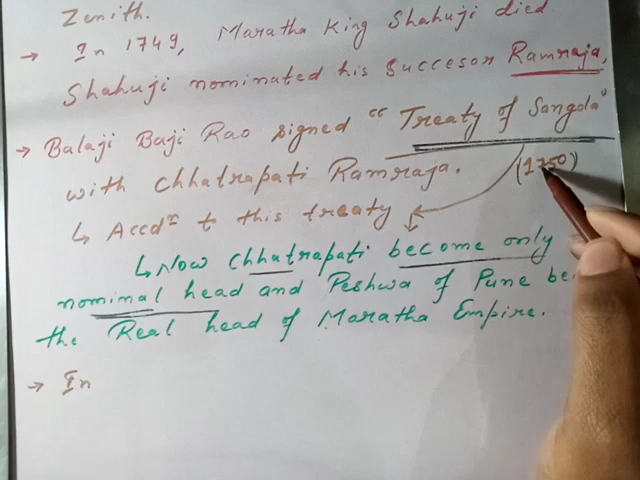 Zenith.
→ In 1749, Maratha King Shahuji died.
Shahuji nominated his Succesor Ramraja,
→ Balaji Baji Rao signed "Treaty of Sangola"
with Chhatrapati Ramraja. (1750)
↳ Accdⁿ to this treaty
↳ Now Chhatrapati become only
nominal head and Peshwa of Pune
the Real head of Maratha Empire.
→ In